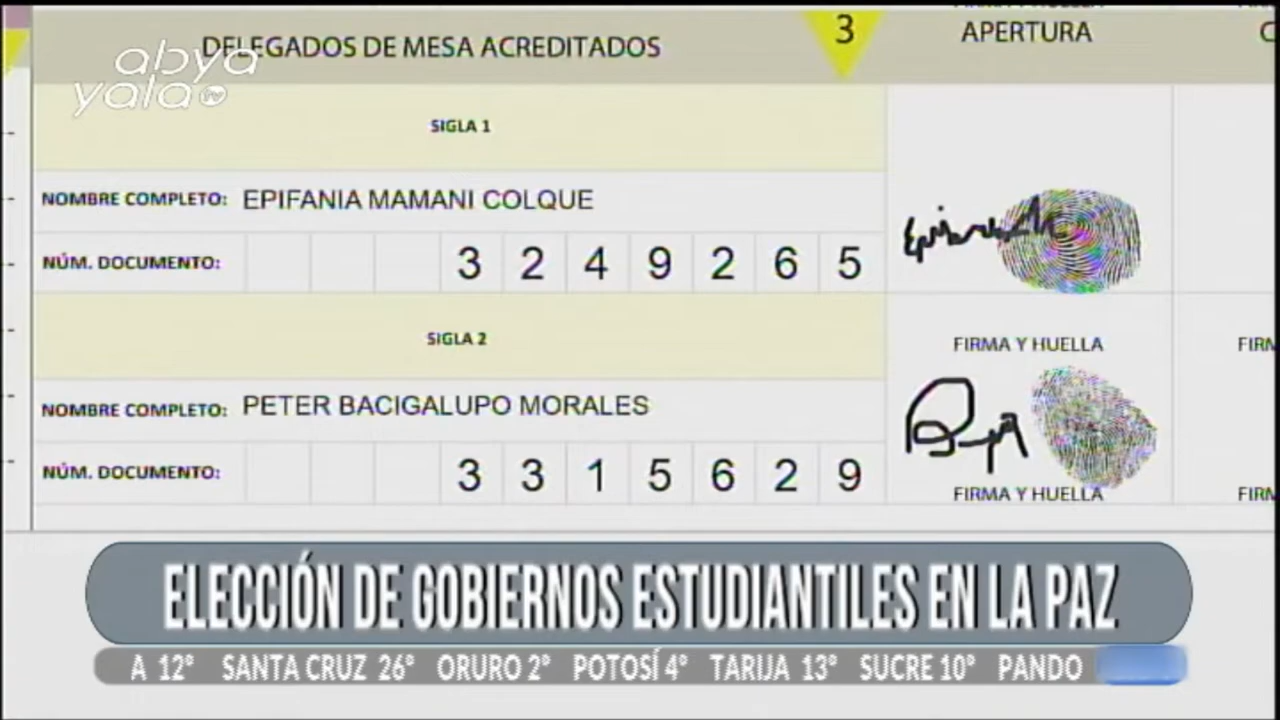 DELEGADOS DE MESA ACREDITADOS
3
APERTURA
abya
yala tv
SIGLA 1
NOMBRE COMPLETO: EPIFANIA MAMANI COLQUE
NÚM. DOCUMENTO: 3 2 4 9 2 6 5
FIRMA Y HUELLA
SIGLA 2
NOMBRE COMPLETO: PETER BACIGALUPO MORALES
NÚM. DOCUMENTO: 3 3 1 5 6 2 9
FIRMA Y HUELLA
ELECCIÓN DE GOBIERNOS ESTUDIANTILES EN LA PAZ
A 12° SANTA CRUZ 26° ORURO 2° POTOSÍ 4° TARIJA 13° SUCRE 10° PANDO